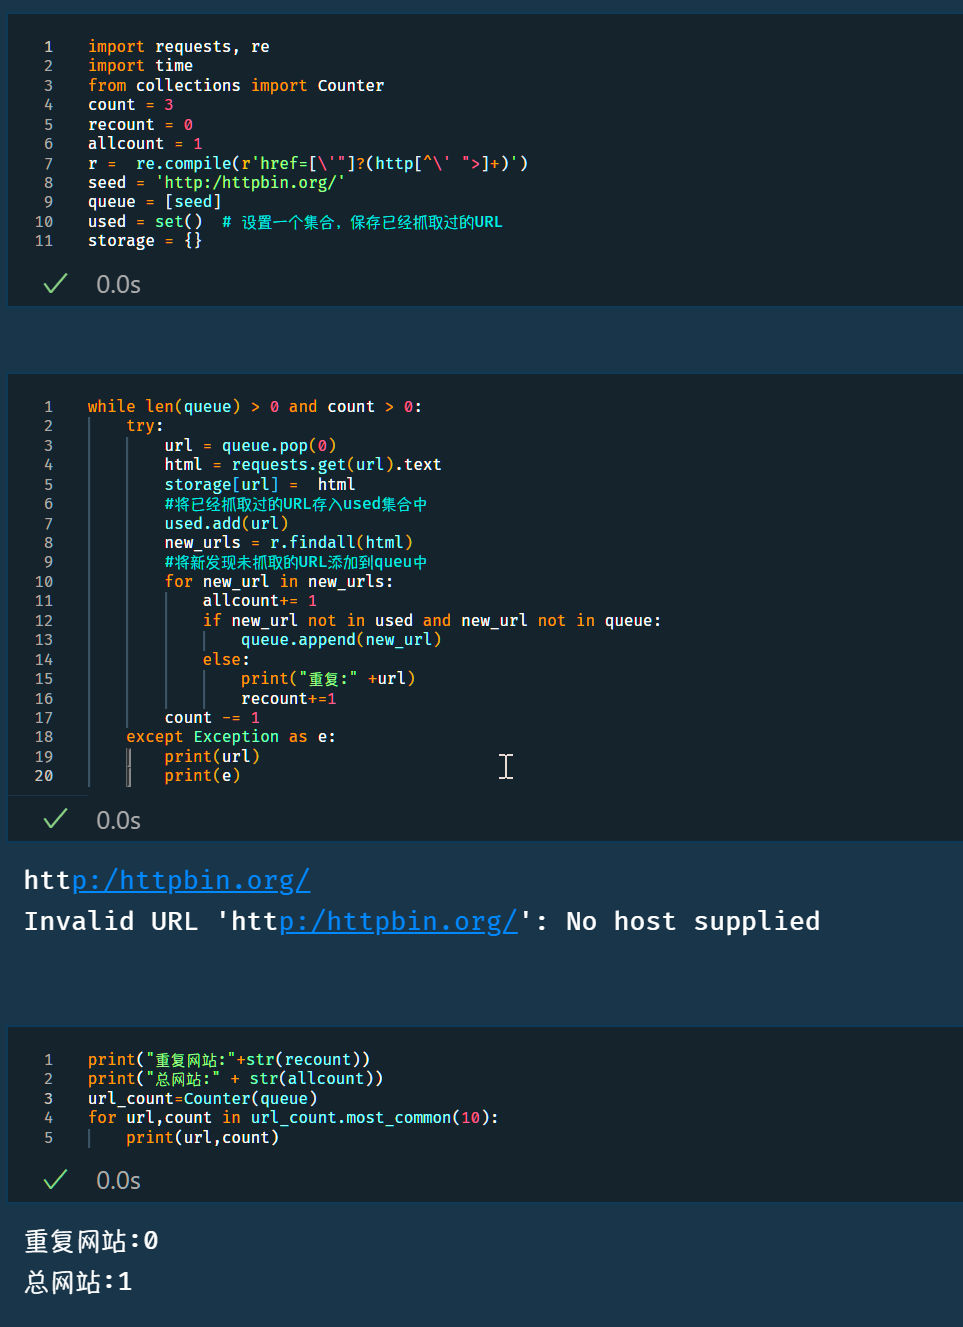 1 import requests, re
2 import time
3 from collections import Counter
4 count = 3
5 recount = 0
6 allcount = 1
7 r =  re.compile(r'href=[\'"]?(http[^\' ">]+)')
8 seed = 'http:/httpbin.org/'
9 queue = [seed]
10 used = set()  # 设置一个集合，保存已经抓取过的URL
11 storage = {}
0.0s
1 while len(queue) > 0 and count > 0:
2     try:
3         url = queue.pop(0)
4         html = requests.get(url).text
5         storage[url] =  html
6         #将已经抓取过的URL存入used集合中
7         used.add(url)
8         new_urls = r.findall(html)
9         #将新发现未抓取的URL添加到queu中
10         for new_url in new_urls:
11             allcount+= 1
12             if new_url not in used and new_url not in queue:
13                 queue.append(new_url)
14             else:
15                 print("重复:" +url)
16                 recount+=1
17         count -= 1
18     except Exception as e:
19         print(url)
20         print(e)
0.0s
http:/httpbin.org/
Invalid URL 'http:/httpbin.org/': No host supplied
1 print("重复网站:"+str(recount))
2 print("总网站:" + str(allcount))
3 url_count=Counter(queue)
4 for url,count in url_count.most_common(10):
5     print(url,count)
0.0s
重复网站:0
总网站:1